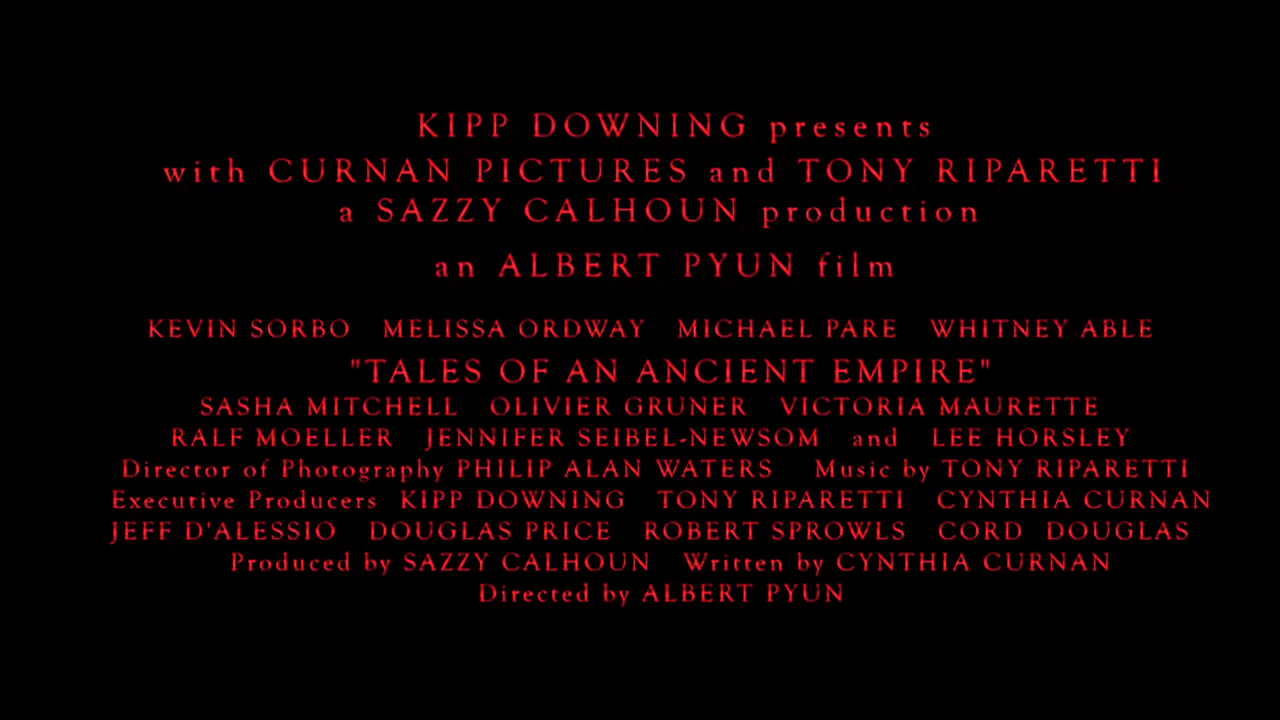 KIPP DOWNING presents
with CURNAN PICTURES and TONY RIPARETTI
a SAZZY CALHOUN production
an ALBERT PYUN film
KEVIN SORBO MELISSA ORDWAY MICHAEL PARE WHITNEY ABLE
"TALES OF AN ANCIENT EMPIRE"
SASHA MITCHELL OLIVIER GRUNER VICTORIA MAURETTE
RALF MOELLER JENNIFER SEIBEL-NEWSOM and LEE HORSLEY
Director of Photography PHILIP ALAN WATERS Music by TONY RIPARETTI
Executive Producers KIPP DOWNING TONY RIPARETTI CYNTHIA CURNAN
JEFF D'ALESSIO DOUGLAS PRICE ROBERT SPROWLS CORD DOUGLAS
Produced by SAZZY CALHOUN Written by CYNTHIA CURNAN
Directed by ALBERT PYUN